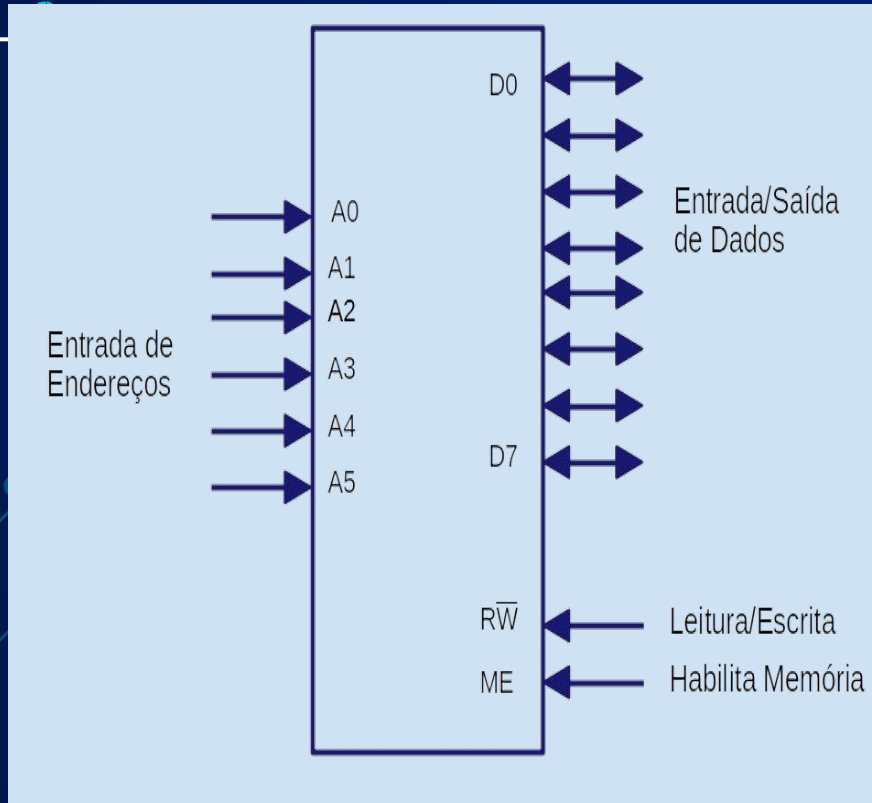 D0
A0
A1
A2
A3
A4
A5
Entrada de
Endereços
Entrada/Saída
de Dados
D7
RW̅
Leitura/Escrita
ME
Habilita Memória